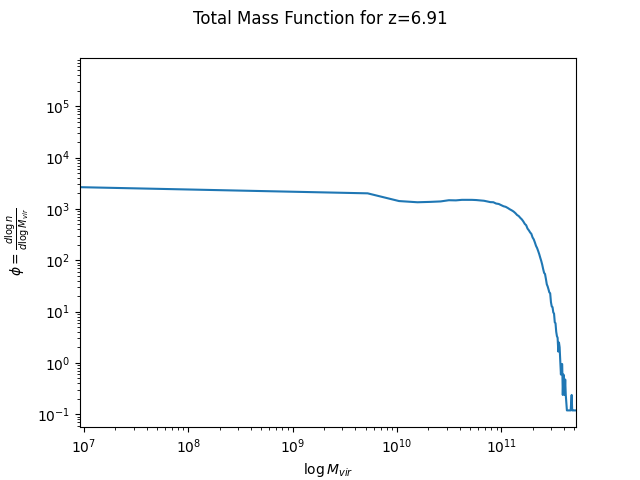 Total Mass Function for z=6.91
10^5
10^4
10^3
10^2
10^1
10^0
10^−1
ϕ = d log n / d log M_vir
10^7 10^8 10^9 10^10 10^11
log M_vir